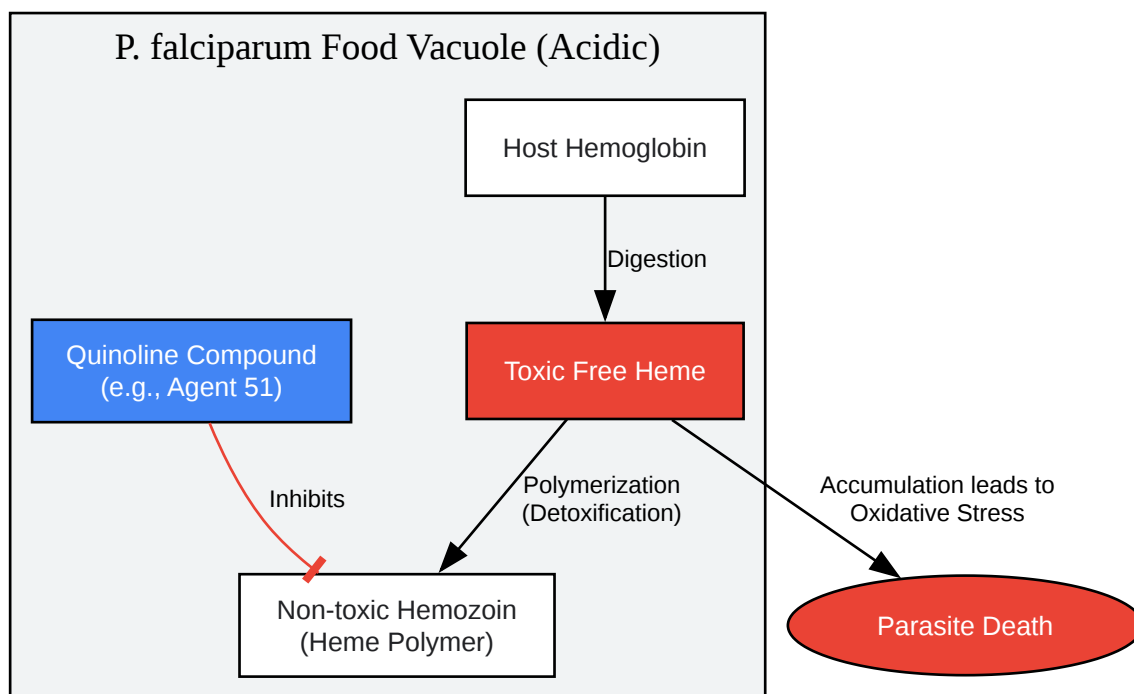 P. falciparum Food Vacuole (Acidic)
Host Hemoglobin
Digestion
Quinoline Compound
(e.g., Agent 51)
Toxic Free Heme
Inhibits
Polymerization
(Detoxification)
Accumulation leads to
Oxidative Stress
Non-toxic Hemozoin
(Heme Polymer)
Parasite Death